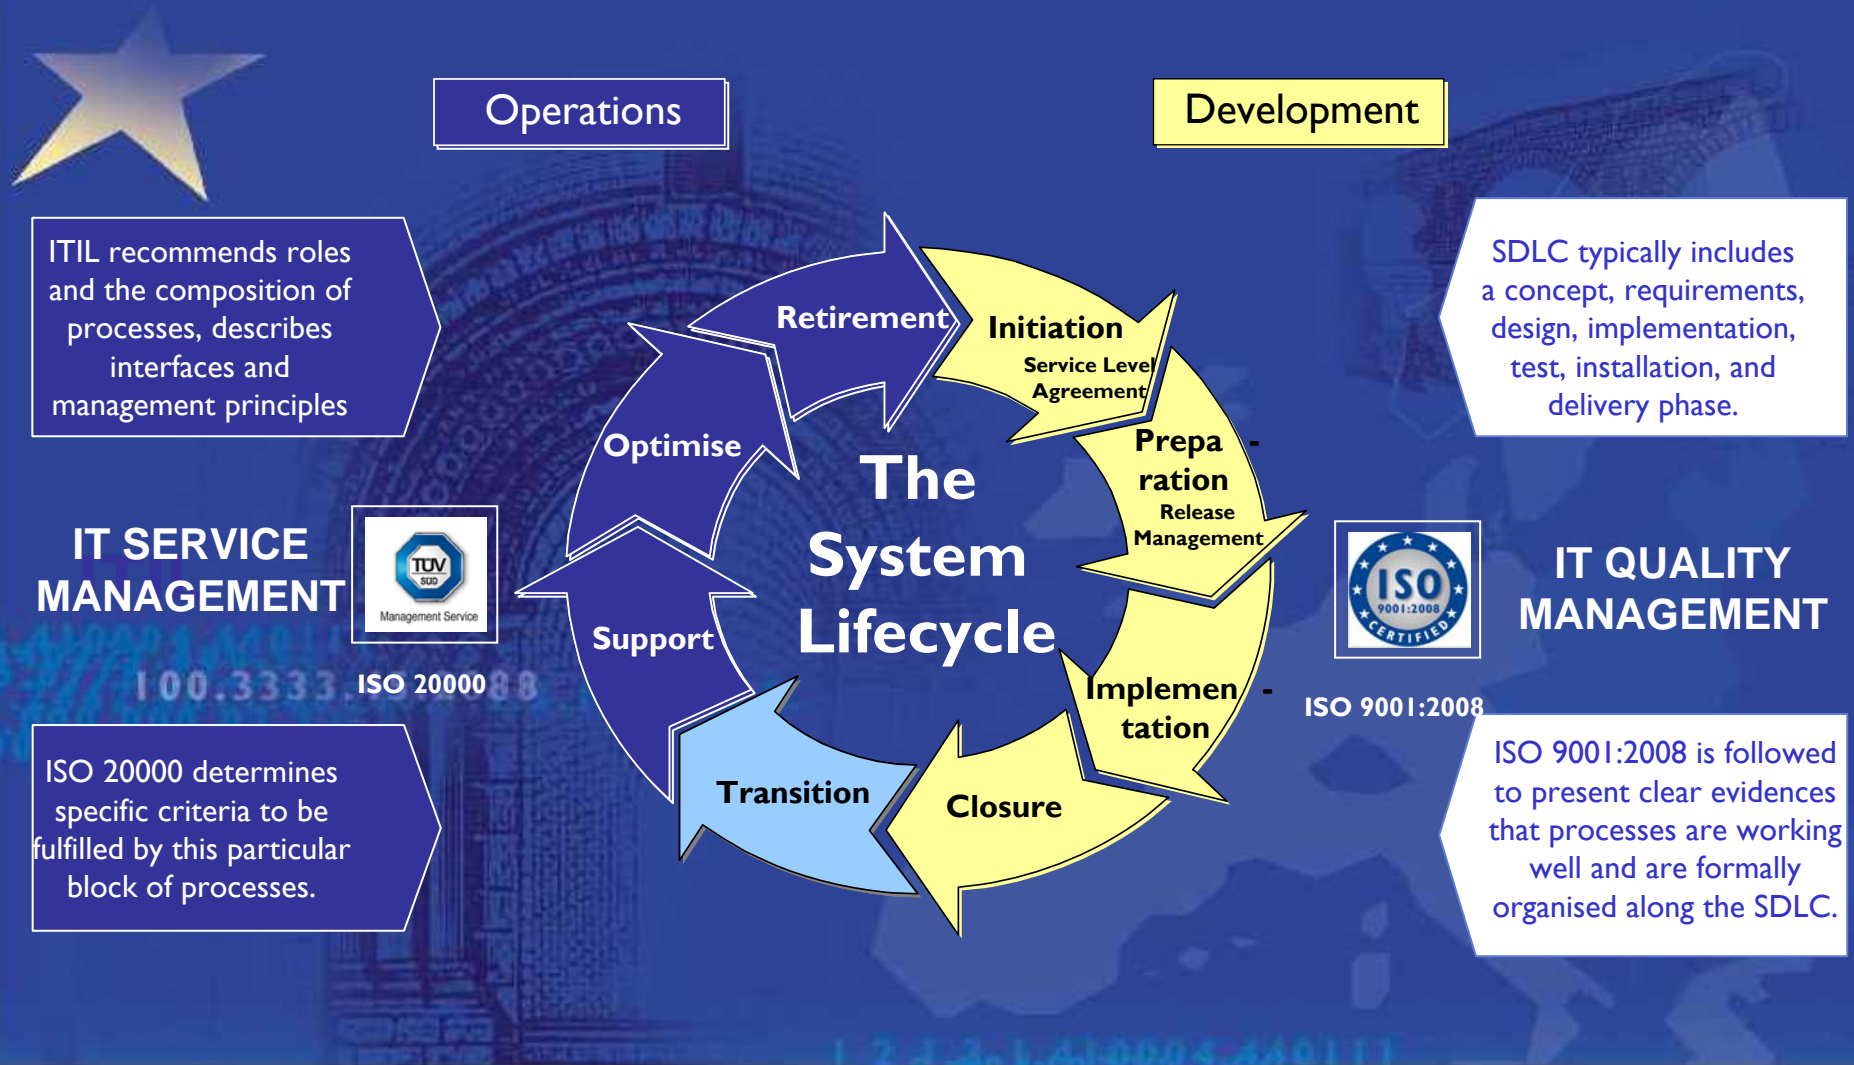 Operations
Development
ITIL recommends roles
and the composition of
processes, describes
interfaces and
management principles
SDLC typically includes
a concept, requirements,
design, implementation,
test, installation, and
delivery phase.
Retirement
Initiation
Service Level
Agreement
Prepa -
ration
Release
Management
Optimise
The
System
Lifecycle
IT SERVICE
MANAGEMENT
ITIL
TÜV
SÜD
Management Service
ISO 20000
Support
Implemen -
tation
Transition
Closure
ISO
9001:2008
CERTIFIED
ISO 9001:2008
IT QUALITY
MANAGEMENT
100.3333. 88
ISO 20000 determines
specific criteria to be
fulfilled by this particular
block of processes.
ISO 9001:2008 is followed
to present clear evidences
that processes are working
well and are formally
organised along the SDLC.